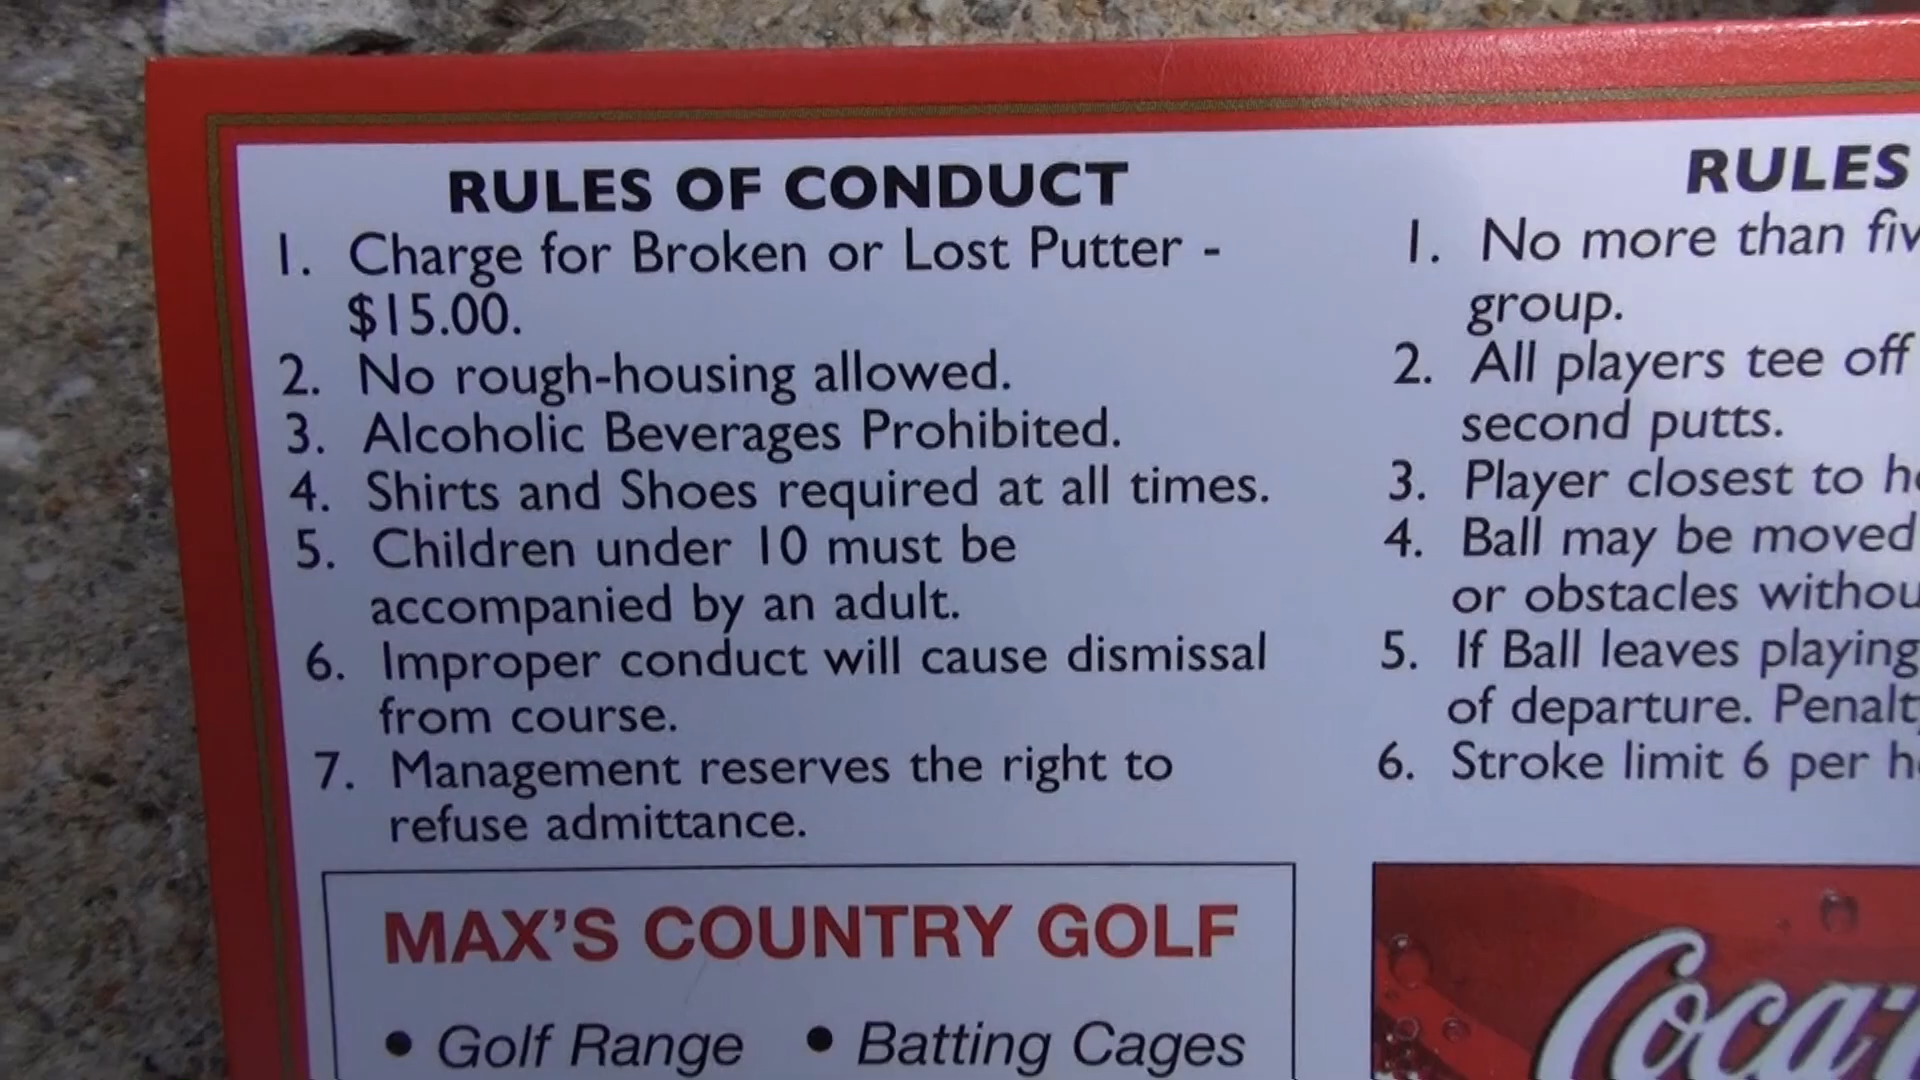 RULES OF CONDUCT
1. Charge for Broken or Lost Putter -
$15.00.
2. No rough-housing allowed.
3. Alcoholic Beverages Prohibited.
4. Shirts and Shoes required at all times.
5. Children under 10 must be
accompanied by an adult.
6. Improper conduct will cause dismissal
from course.
7. Management reserves the right to
refuse admittance.
MAX'S COUNTRY GOLF
• Golf Range • Batting Cages
RULES
1. No more than
group.
2. All players tee off
second putts.
3. Player closest to
4. Ball may be moved
or obstacles
5. If Ball leaves playing
of departure.
6. Stroke limit 6 per